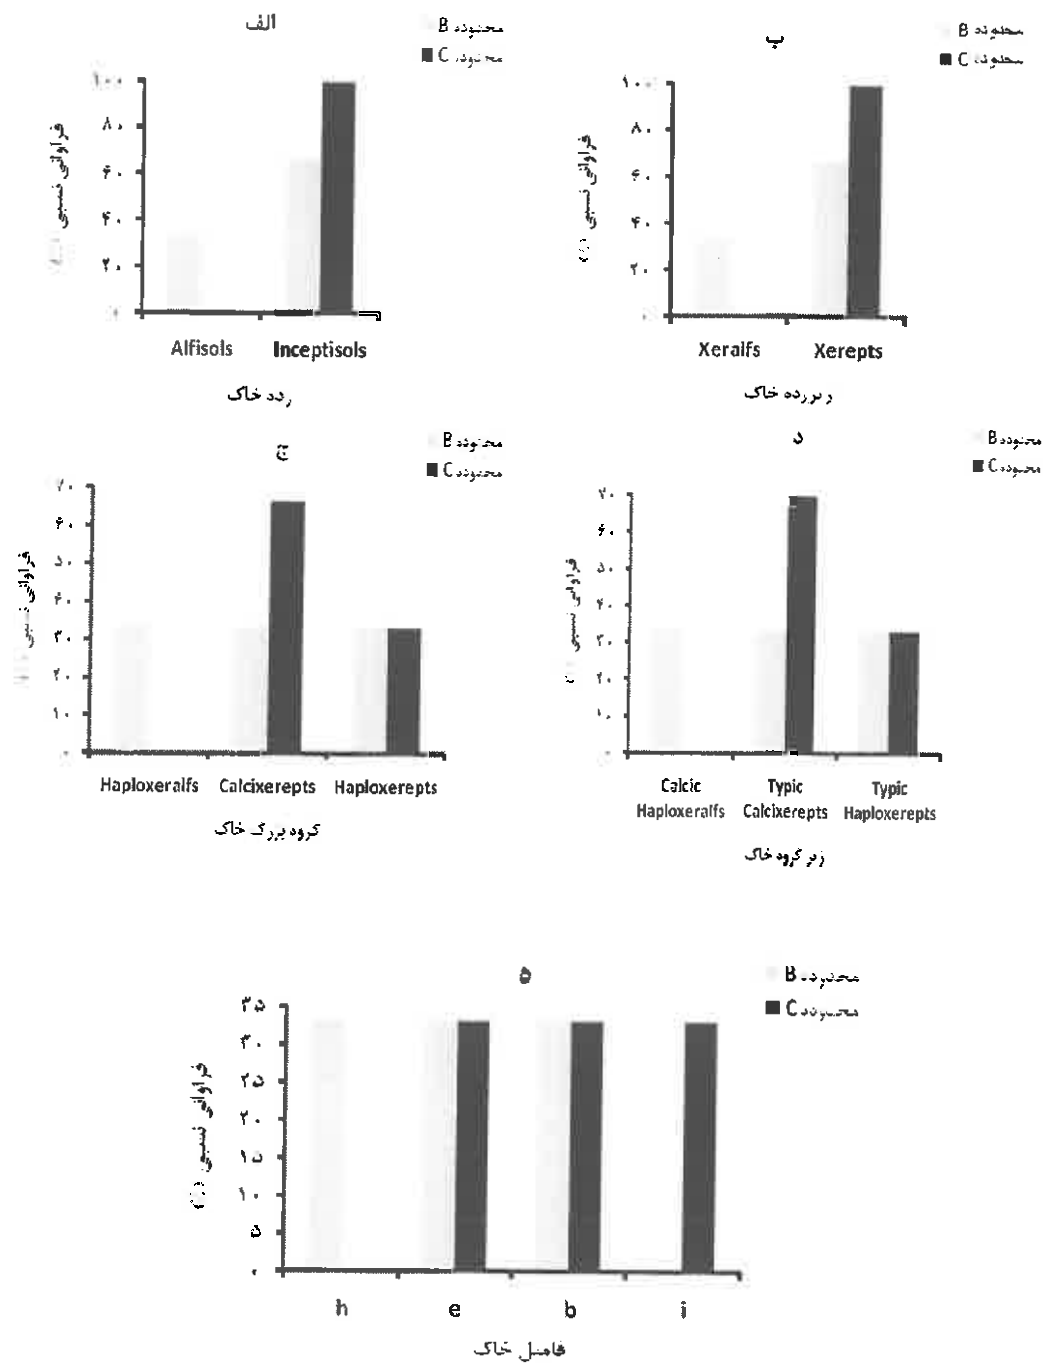 الف
محدوده B
محدوده C
۱۰۰
۸۰
۶۰
۴۰
۲۰
۰
فراوانی نسبی
Alfisols Inceptisols
رده خاک
ب
محدوده B
محدوده C
۱۰۰
۸۰
۶۰
۴۰
۲۰
۰
فراوانی نسبی (٪)
Xeralfs Xerepts
زیررده خاک
ج
محدوده B
محدوده C
۷۰
۶۰
۵۰
۴۰
۳۰
۲۰
۱۰
۰
فراوانی نسبی
Haploxeralfs Calcixerepts Haploxerepts
گروه بزرگ خاک
د
محدوده B
محدوده C
۷۰
۶۰
۵۰
۴۰
۳۰
۲۰
۱۰
۰
فراوانی نسبی
Calcic Typic Typic
Haploxeralfs Calcixerepts Haploxerepts
زیر گروه خاک
ه
محدوده B
محدوده C
۳۵
۳۰
۲۵
۲۰
۱۵
۱۰
۵
۰
فراوانی نسبی (٪)
h e b i
فامیل خاک